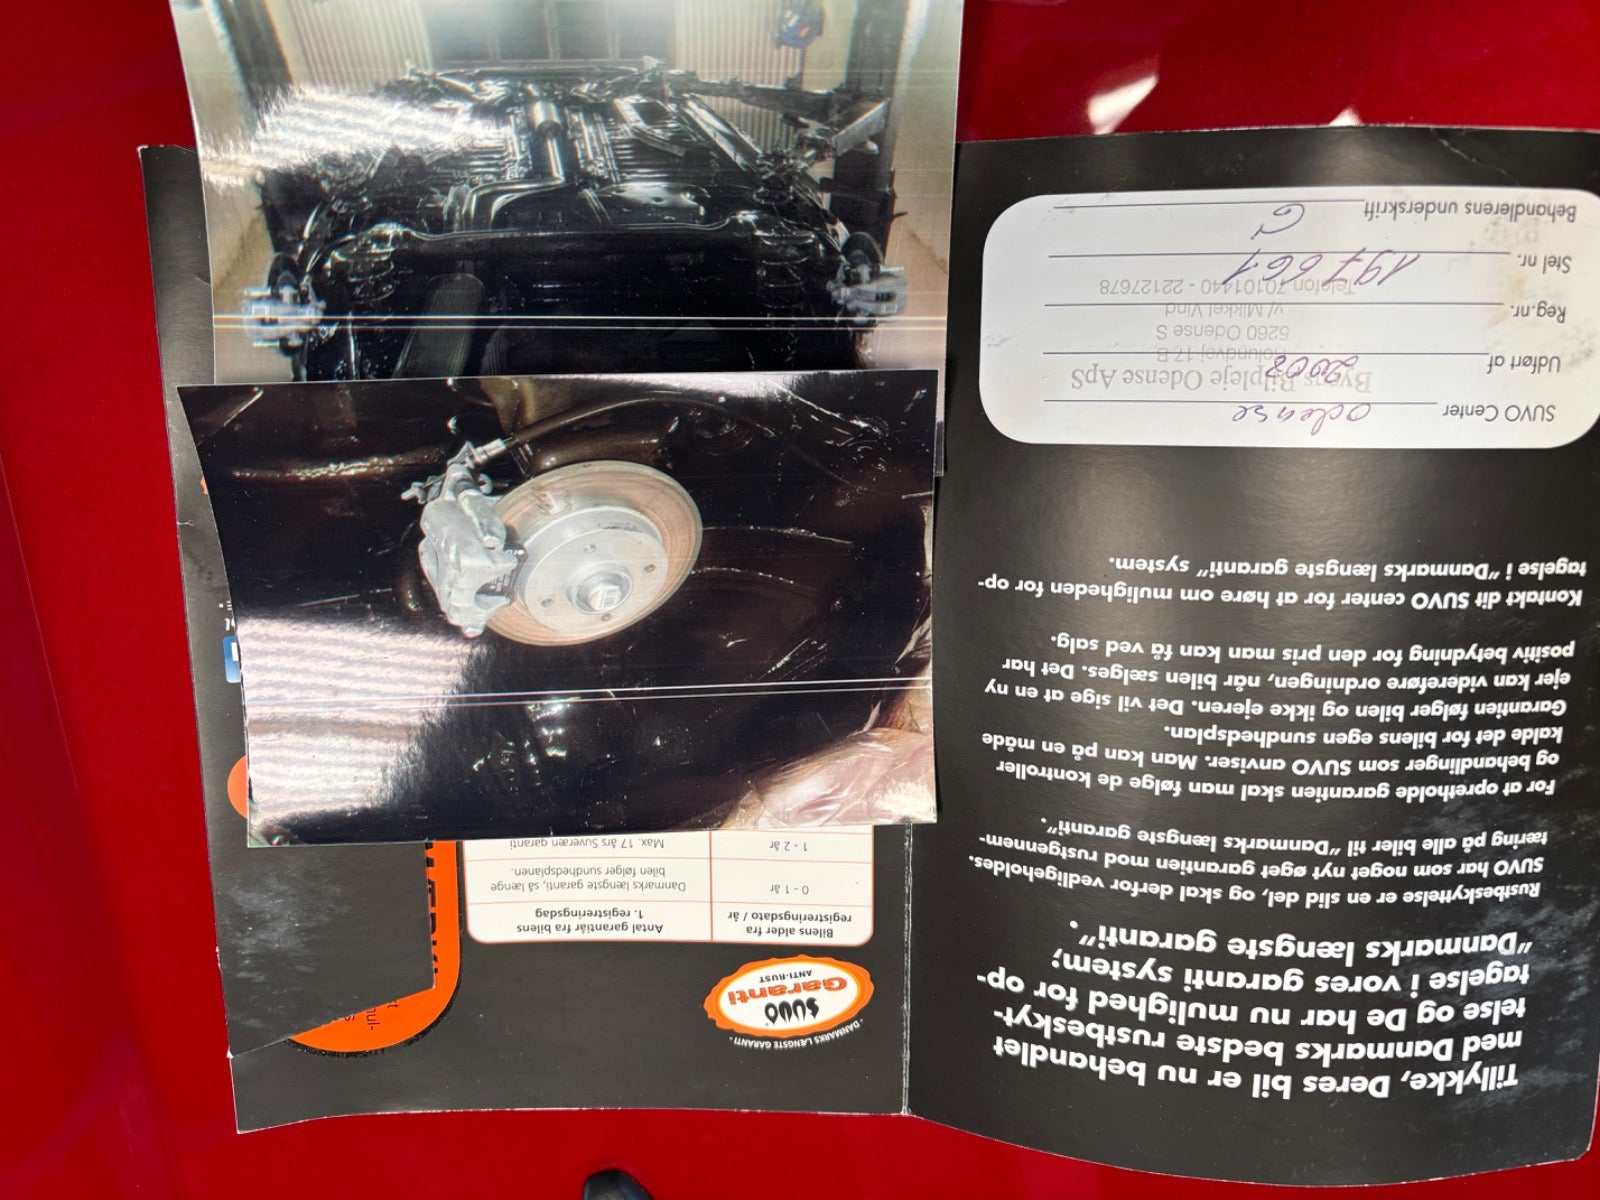 Tillykke, Deres bil er nu behandlet
med Danmarks bedste rustbeskyt-
telse og De har nu mulighed for op-
tagelse i vores garanti system;
"Danmarks længste garanti".
Rustbeskyttelse er en slid del, og skal derfor vedligeholdes.
SUVO har som noget nyt øget garantien mod rustgennem-
tæring på alle biler til "Danmarks længste garanti".
For at opretholde garantien skal man følge de kontroller
og behandlinger som SUVO anviser. Man kan på en måde
kalde det for bilens egen sundhedsplan.
Garantien følger bilen og ikke ejeren. Det vil sige at en ny
ejer kan videreføre ordningen, når bilen sælges. Det har
positiv betydning for den pris man kan få ved salg.
Kontakt dit SUVO center for at høre om muligheden for op-
tagelse i "Danmarks længste garanti" system.
SUVO Center odense
Byens Bilpleje Odense ApS
Udført af 2008
Holundvej 17 B
5260 Odense S
Reg.nr.
v/ Mikkel Vind
Telefon 70101440 - 22127678
Stel nr. 197661
Behandlerens underskrift
- DANMARKS LÆNGSTE GARANTI -
SUVO
Garanti
ANTI-RUST
Bilens alder fra
registreringsdato / år
Antal garantiår fra bilens
1. registreringsdag
0 - 1 år
Danmarks længste garanti, så længe
bilen følger sundhedsplanen.
1 - 2 år
Max. 17 års Suveræn garanti